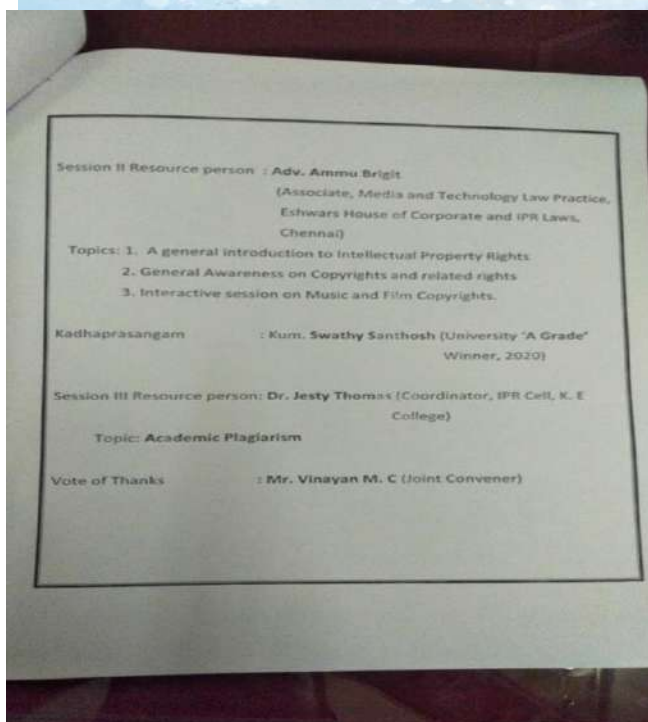 Session II Resource person : Adv. Ammu Brigit
(Associate, Media and Technology Law Practice,
Eshwars House of Corporate and IPR Laws,
Chennai)
Topics: 1. A general introduction to Intellectual Property Rights
2. General Awareness on Copyrights and related rights
3. Interactive session on Music and Film Copyrights.
Kadhaprasangam : Kum. Swathy Santhosh (University "A Grade"
Winner, 2020)
Session III Resource person: Dr. Jesty Thomas (Coordinator, IPR Cell, K. E
College)
Topic: Academic Plagiarism
Vote of Thanks : Mr. Vinayan M. C (Joint Convener)